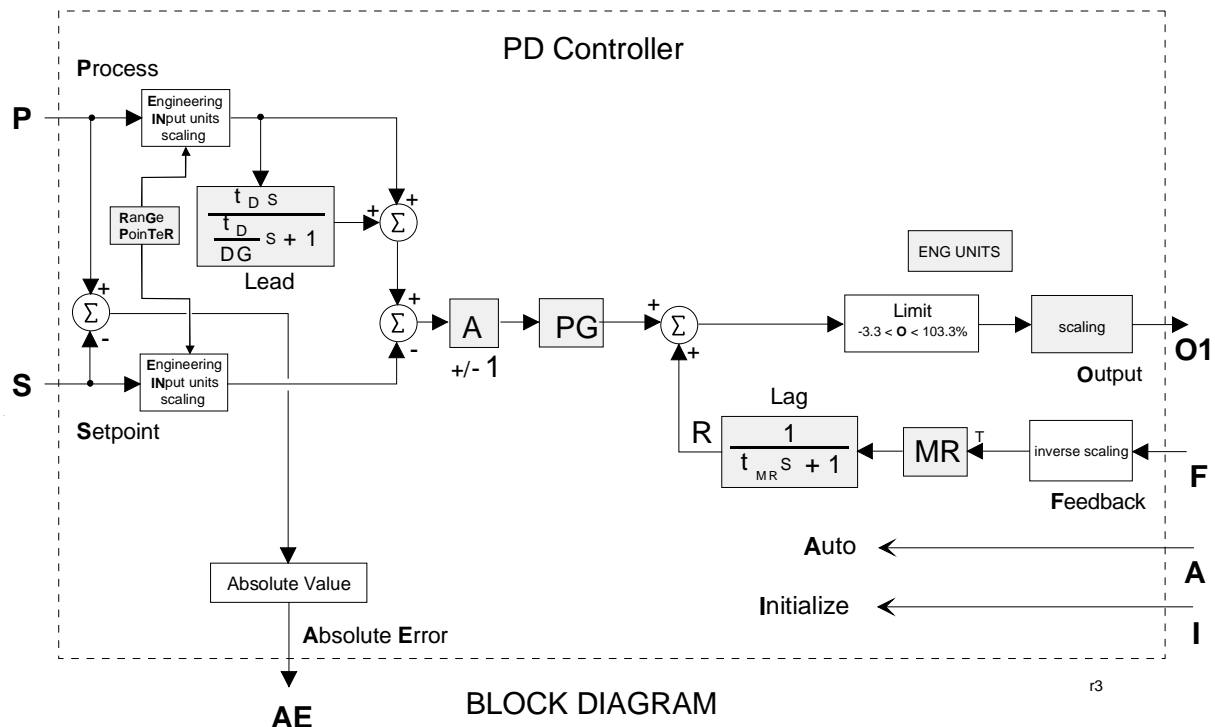 PD Controller
Process
P
Engineering
INput units
scaling
t D S
t D
DG
S + 1
Lead
RanGe
PoinTeR
+
+
Σ
+
-
Σ
+
-
Σ
A
+/- 1
PG
+
+
Σ
ENG UNITS
Limit
-3.3 < O < 103.3%
scaling
O1
Output
S
Engineering
INput units
scaling
Setpoint
Lag
R
1
t MR S + 1
MR
T
inverse scaling
F
Feedback
Auto
A
Initialize
I
Absolute Value
Absolute Error
AE
BLOCK DIAGRAM
r3